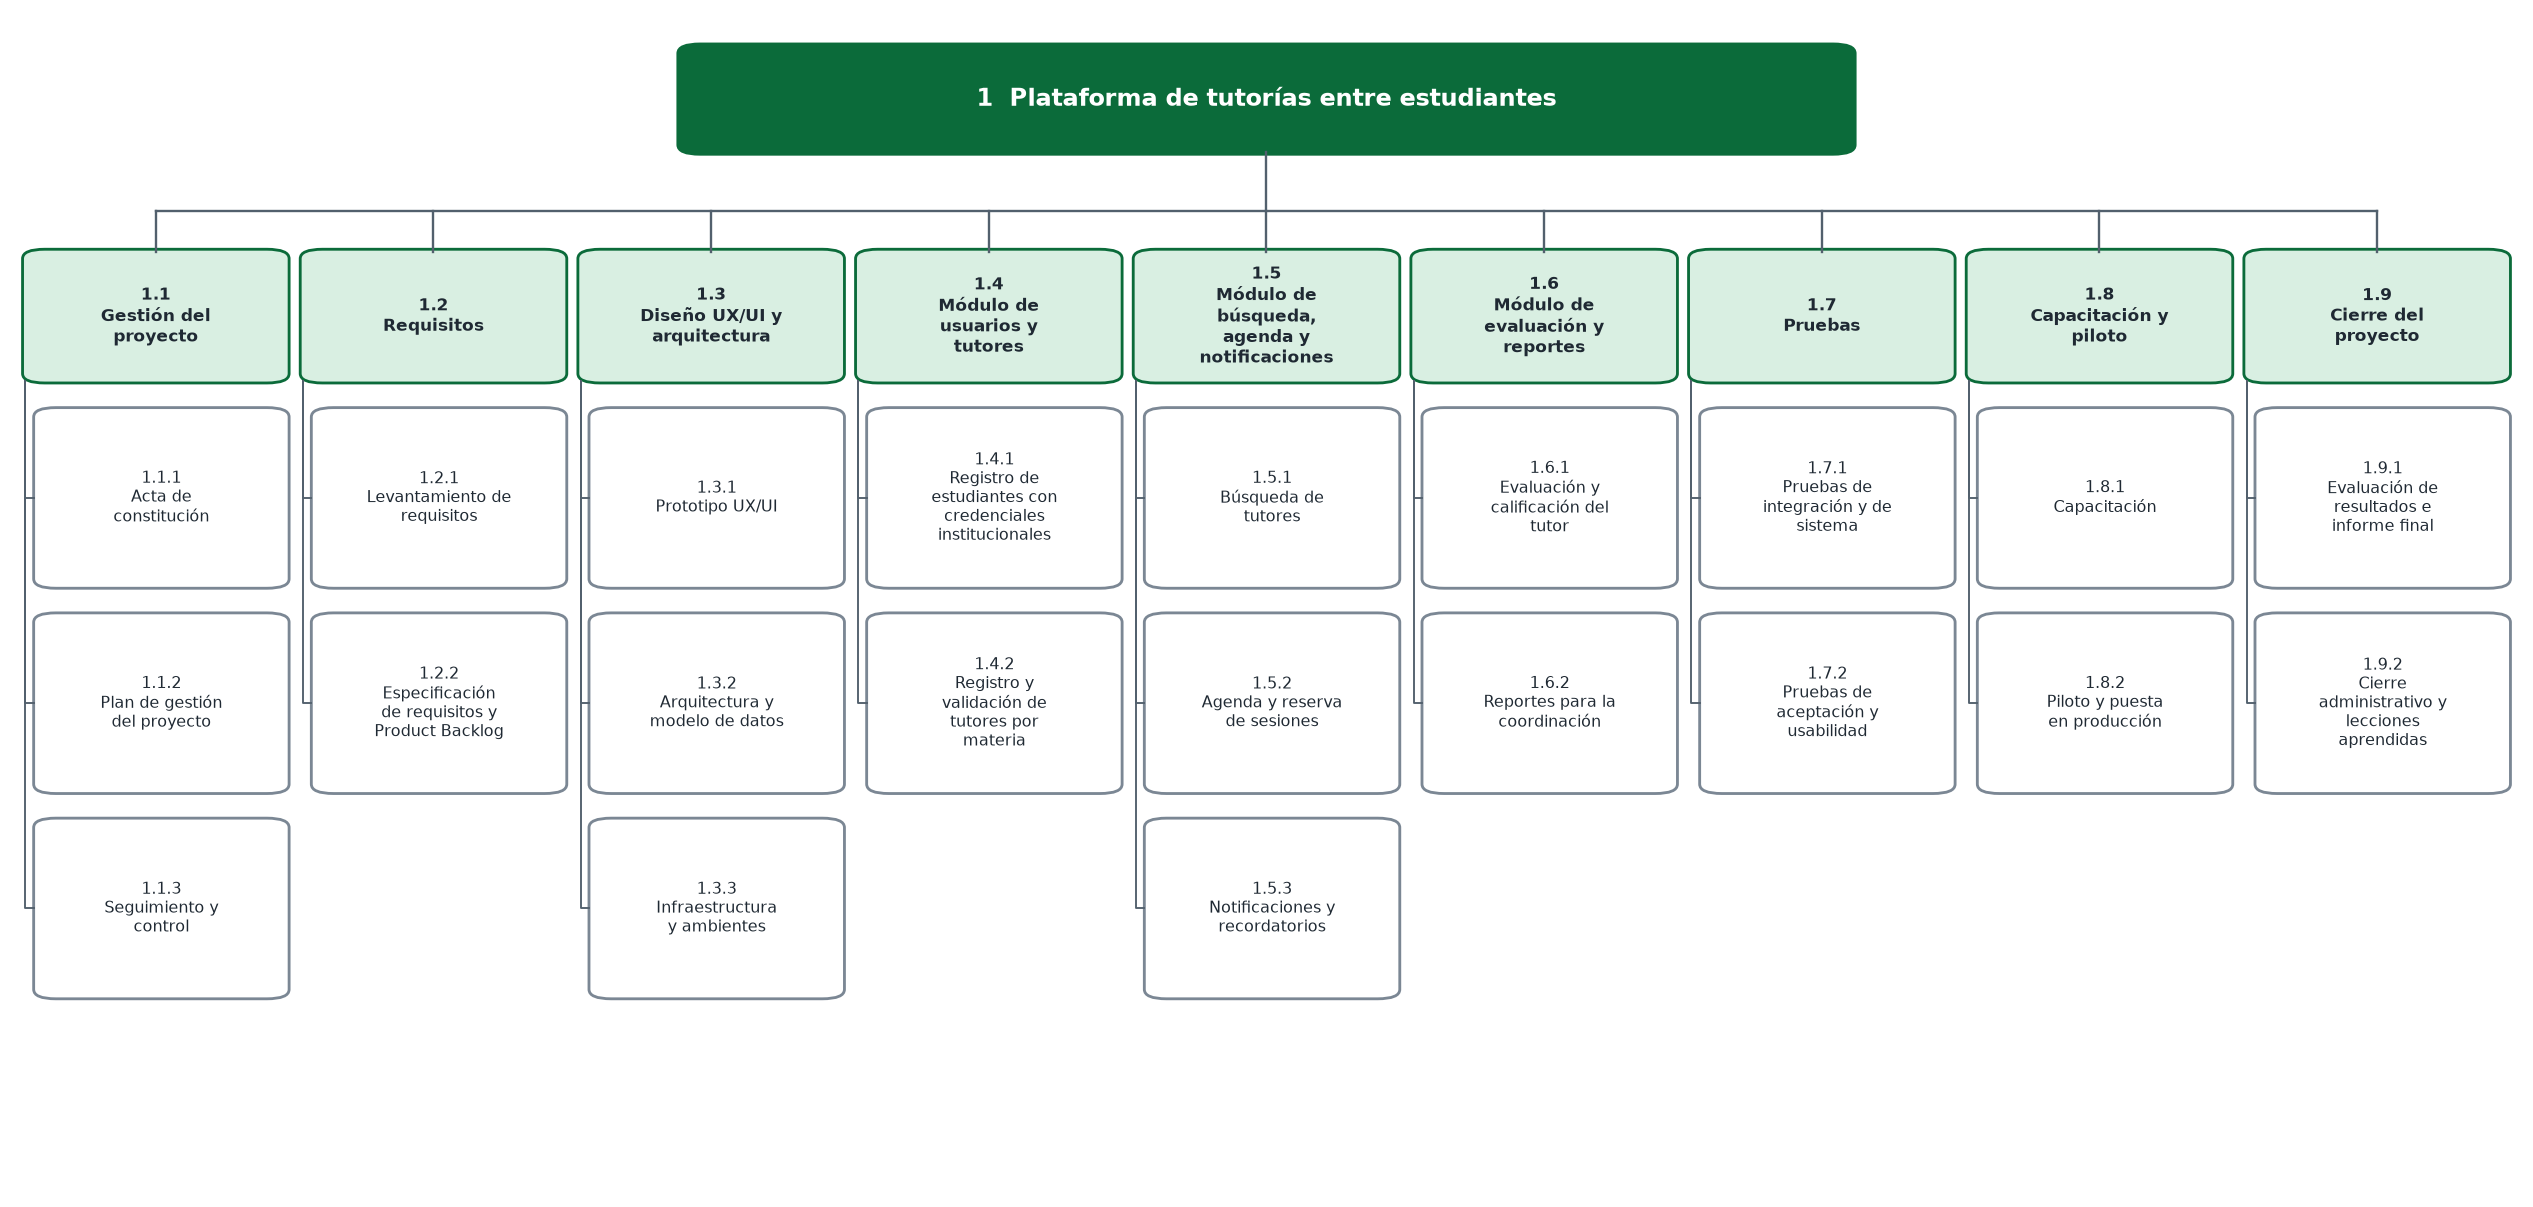 1  Plataforma de tutorías entre estudiantes
1.1
Gestión del
proyecto
1.2
Requisitos
1.3
Diseño UX/UI y
arquitectura
1.4
Módulo de
usuarios y
tutores
1.5
Módulo de
búsqueda,
agenda y
notificaciones
1.6
Módulo de
evaluación y
reportes
1.7
Pruebas
1.8
Capacitación y
piloto
1.9
Cierre del
proyecto
1.1.1
Acta de
constitución
1.2.1
Levantamiento de
requisitos
1.3.1
Prototipo UX/UI
1.4.1
Registro de
estudiantes con
credenciales
institucionales
1.5.1
Búsqueda de
tutores
1.6.1
Evaluación y
calificación del
tutor
1.7.1
Pruebas de
integración y de
sistema
1.8.1
Capacitación
1.9.1
Evaluación de
resultados e
informe final
1.1.2
Plan de gestión
del proyecto
1.2.2
Especificación
de requisitos y
Product Backlog
1.3.2
Arquitectura y
modelo de datos
1.4.2
Registro y
validación de
tutores por
materia
1.5.2
Agenda y reserva
de sesiones
1.6.2
Reportes para la
coordinación
1.7.2
Pruebas de
aceptación y
usabilidad
1.8.2
Piloto y puesta
en producción
1.9.2
Cierre
administrativo y
lecciones
aprendidas
1.1.3
Seguimiento y
control
1.3.3
Infraestructura
y ambientes
1.5.3
Notificaciones y
recordatorios